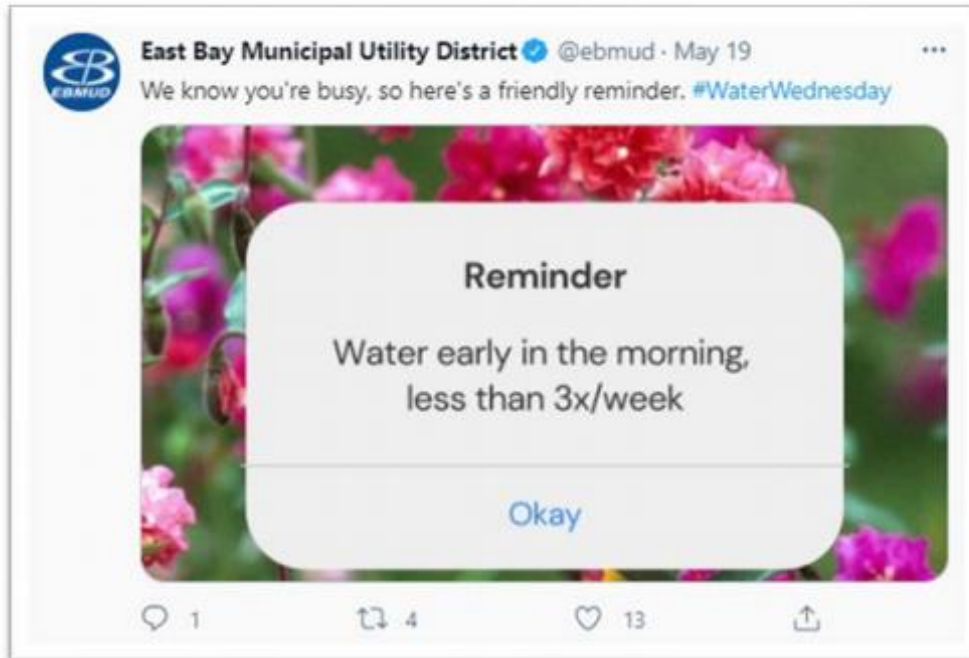 East Bay Municipal Utility District @ebmud · May 19 ...
We know you're busy, so here's a friendly reminder. #WaterWednesday
EBMUD
Reminder
Water early in the morning,
less than 3x/week
Okay
1 4 13